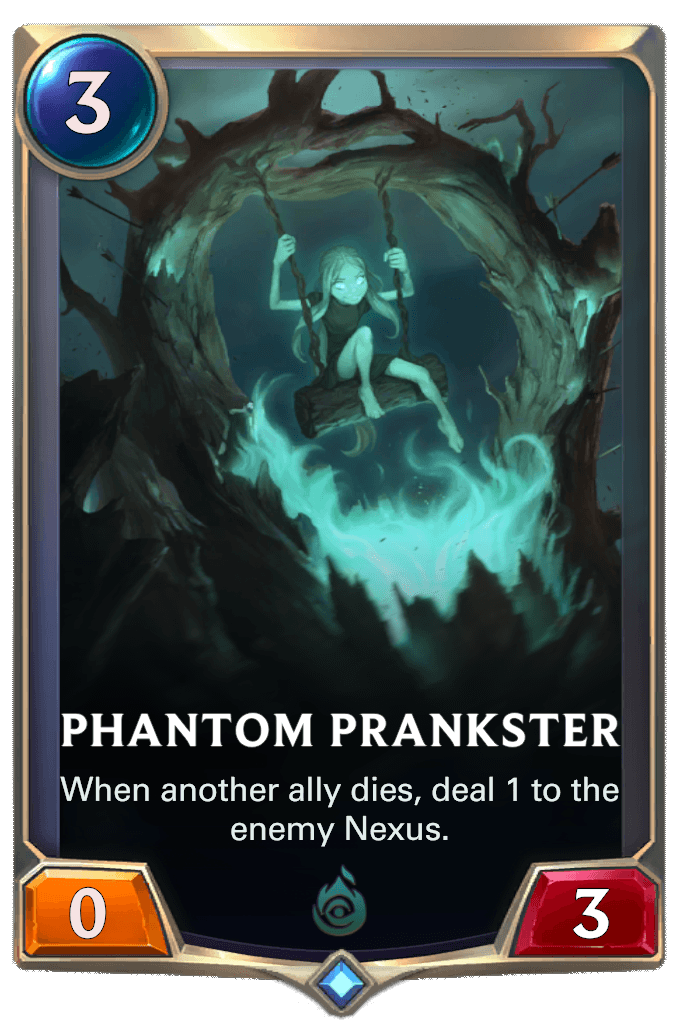 3
PHANTOM PRANKSTER
When another ally dies, deal 1 to the
enemy Nexus.
0
3